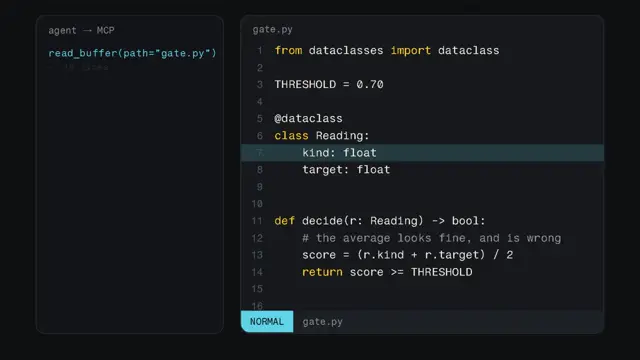 agent → MCP
read_buffer(path="gate.py")
gate.py
1 from dataclasses import dataclass
2
3 THRESHOLD = 0.70
4
5 @dataclass
6 class Reading:
7 kind: float
8 target: float
9
10
11 def decide(r: Reading) -> bool:
12 # the average looks fine, and is wrong
13 score = (r.kind + r.target) / 2
14 return score >= THRESHOLD
15
16
NORMAL gate.py